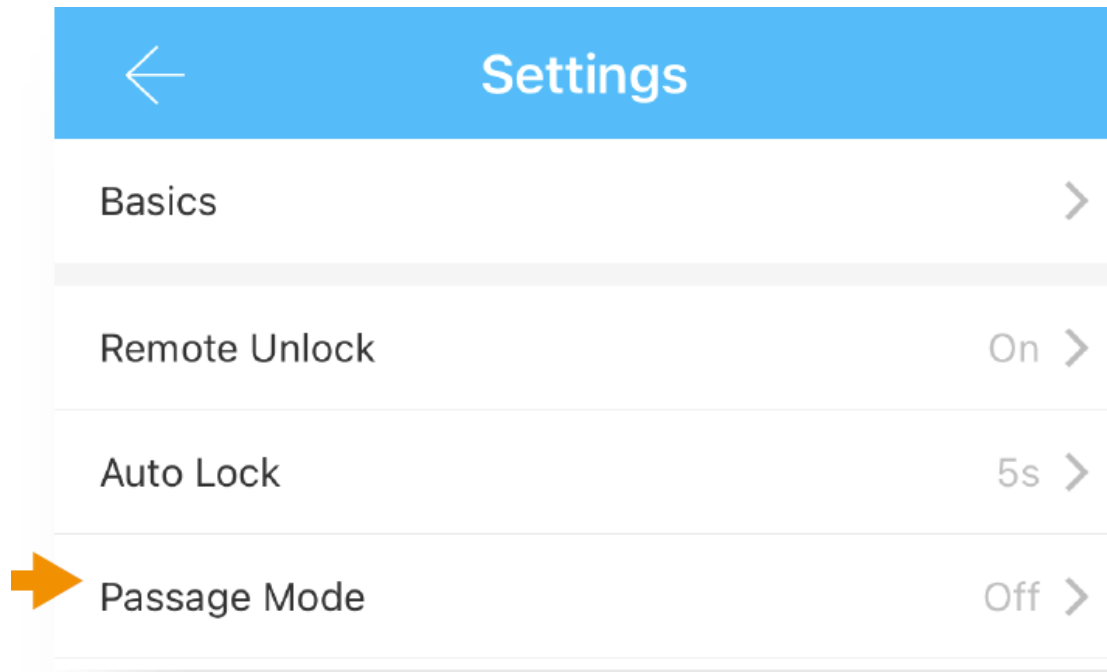 Settings
Basics
Remote Unlock On
Auto Lock 5s
Passage Mode Off